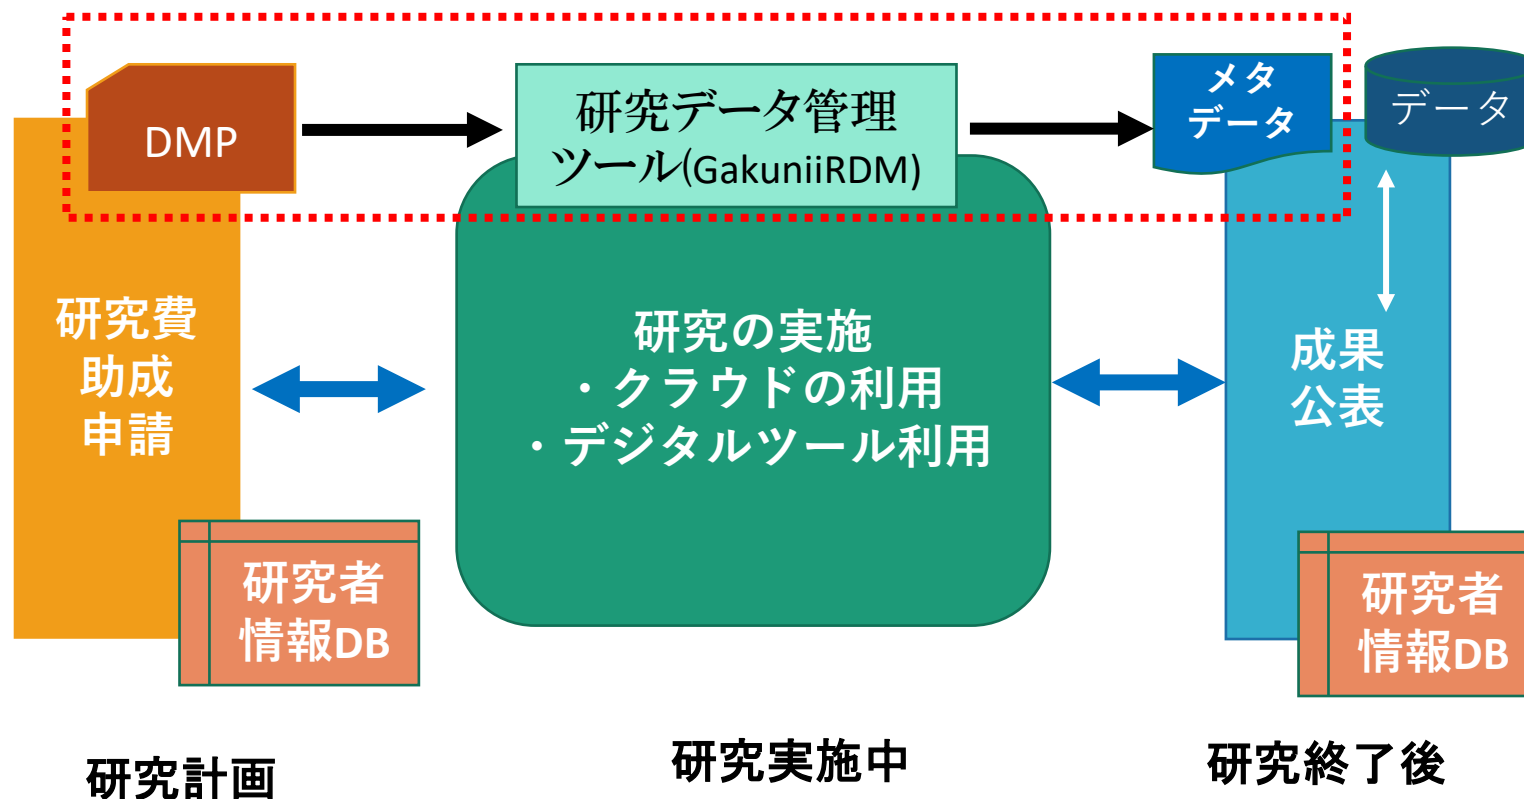 DMP
研究データ管理
ツール(GakuniiRDM)
メタ
データ
データ
研究費
助成
申請
研究の実施
・クラウドの利用
・デジタルツール利用
成果
公表
研究者
情報DB
研究者
情報DB
研究計画
研究実施中
研究終了後